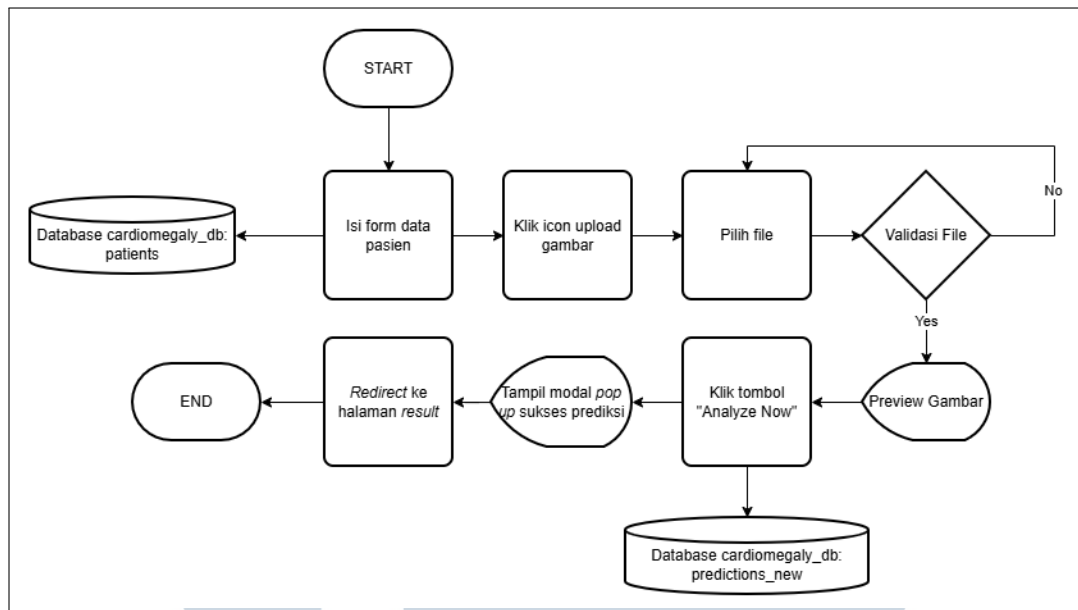 START
Database cardiomegaly_db:
patients
Isi form data
pasien
Klik icon upload
gambar
Pilih file
Validasi File
No
Yes
Preview Gambar
Klik tombol
"Analyze Now"
Database cardiomegaly_db:
predictions_new
Tampil modal pop
up sukses prediksi
Redirect ke
halaman result
END